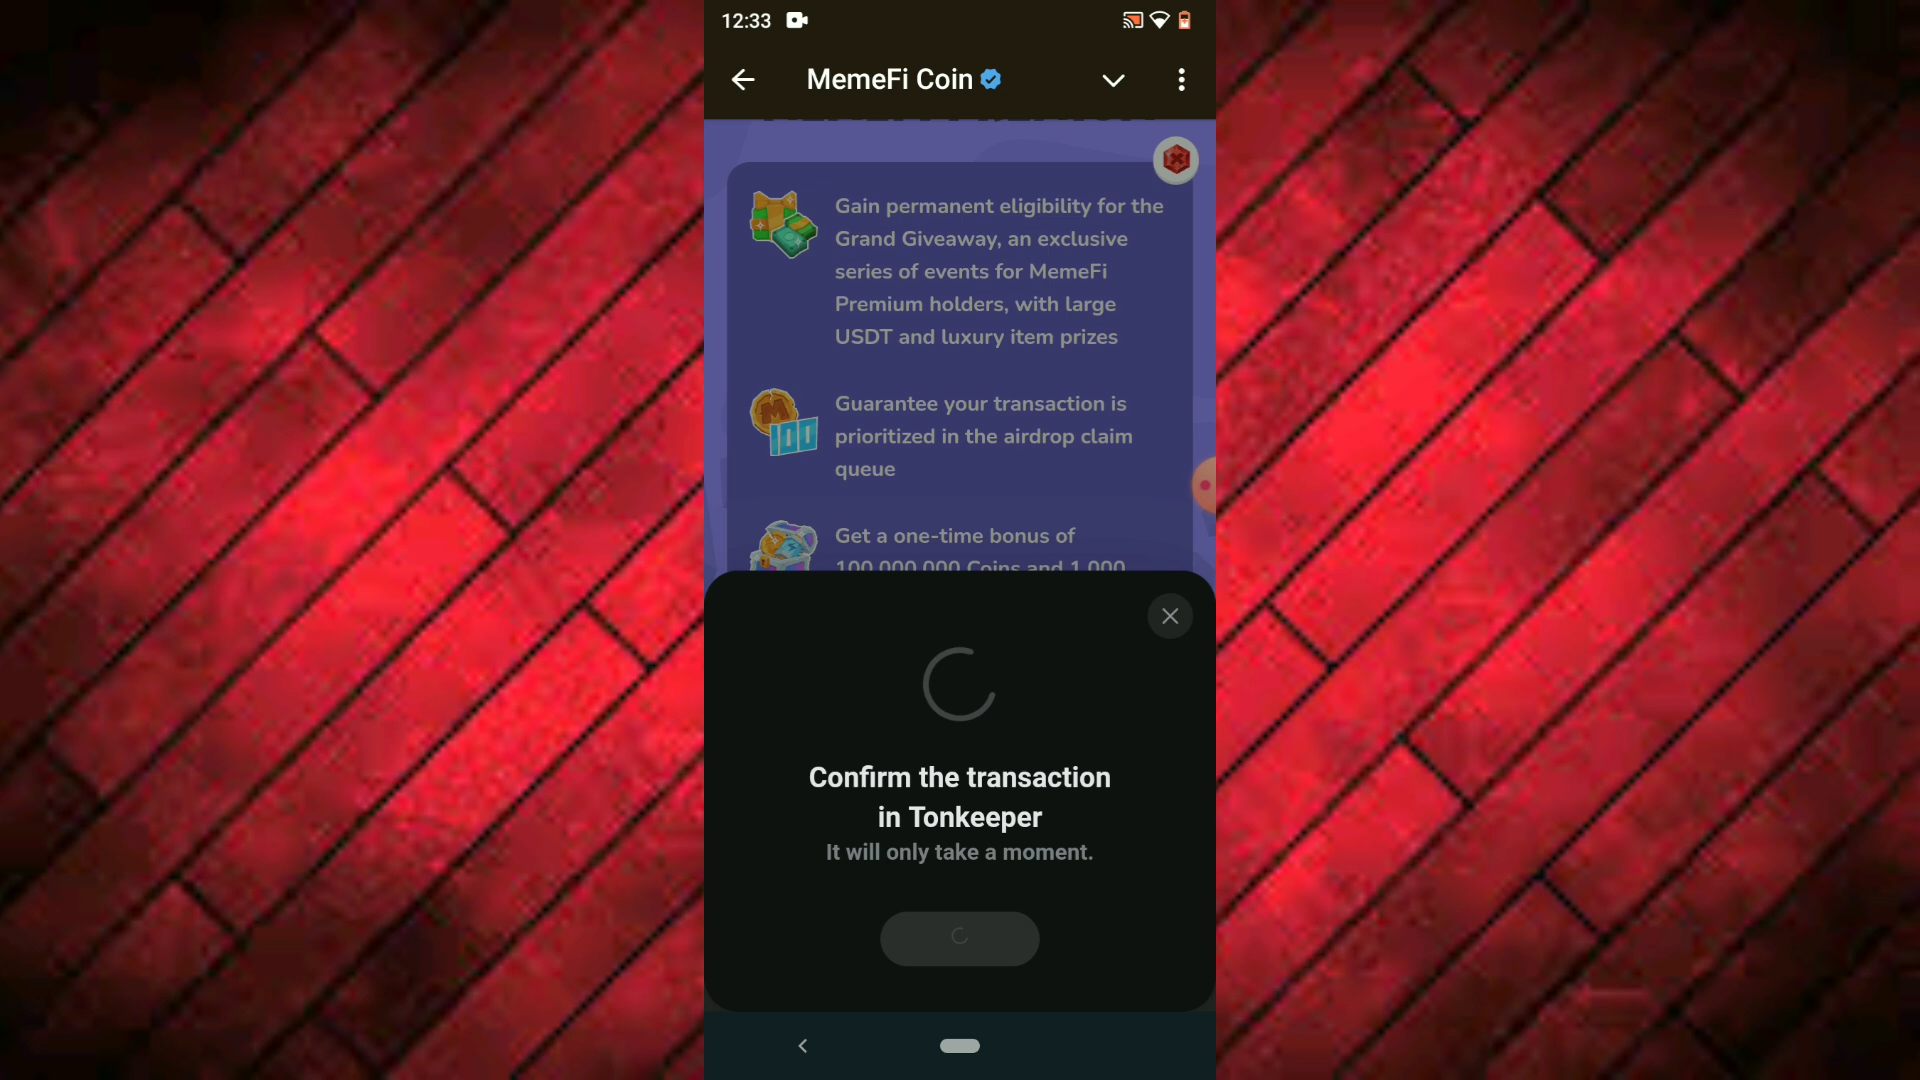 12:33
MemeFi Coin
Gain permanent eligibility for the
Grand Giveaway, an exclusive
series of events for MemeFi
Premium holders, with large
USDT and luxury item prizes
Guarantee your transaction is
prioritized in the airdrop claim
queue
Get a one-time bonus of
100 000 000 Coins and 1 000
Confirm the transaction
in Tonkeeper
It will only take a moment.